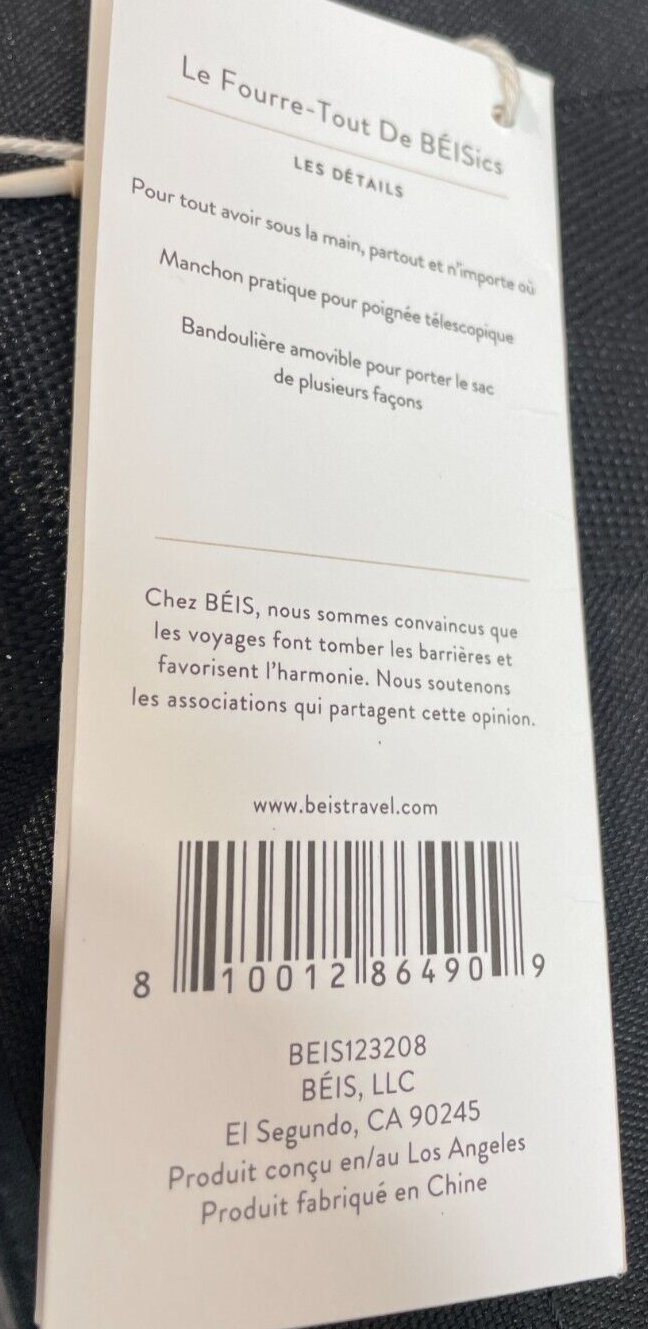 Le Fourre-Tout De BÉISics
LES DÉTAILS
Pour tout avoir sous la main, partout et n'importe où
Manchon pratique pour poignée télescopique
Bandoulière amovible pour porter le sac
de plusieurs façons
Chez BÉIS, nous sommes convaincus que
les voyages font tomber les barrières et
favorisent l'harmonie. Nous soutenons
les associations qui partagent cette opinion.
www.beistravel.com
8 10012 86490 9
BEIS123208
BÉIS, LLC
El Segundo, CA 90245
Produit conçu en/au Los Angeles
Produit fabriqué en Chine